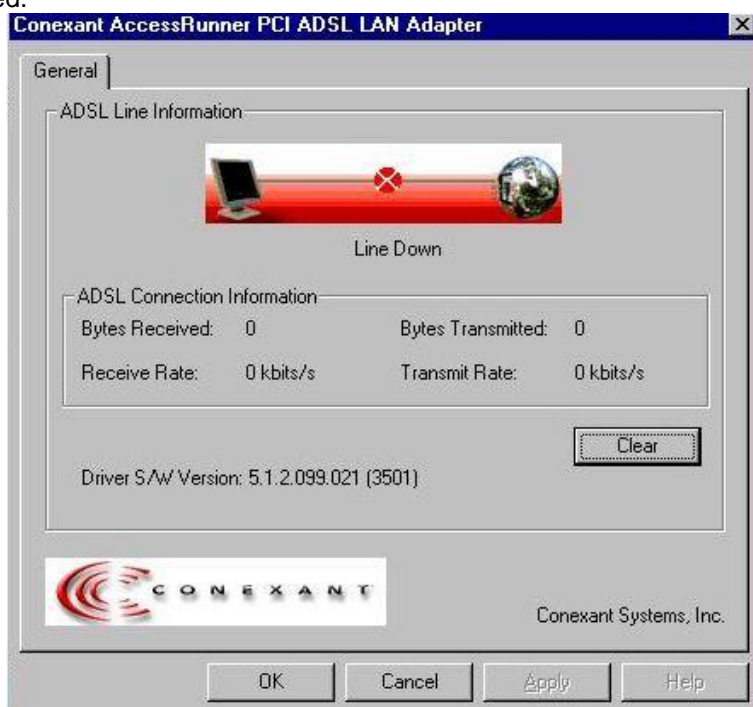 ed.
Conexant AccessRunner PCI ADSL LAN Adapter
General
ADSL Line Information
Line Down
ADSL Connection Information
Bytes Received: 0 Bytes Transmitted: 0
Receive Rate: 0 kbits/s Transmit Rate: 0 kbits/s
Clear
Driver S/W Version: 5.1.2.099.021 (3501)
CONEXANT
Conexant Systems, Inc.
OK Cancel Apply Help